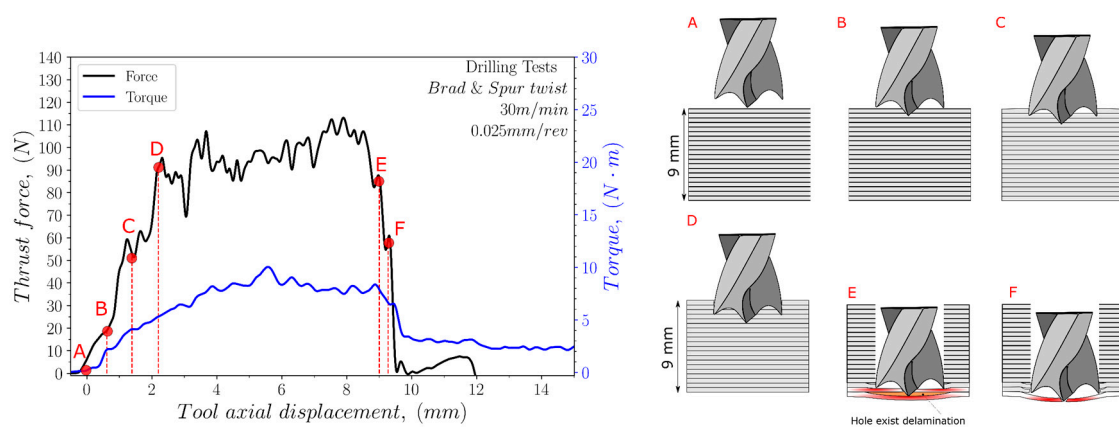 140
130
120
110
100
90
80
70
60
50
40
30
20
10
0
Thrust force, (N)
Force
Torque
Drilling Tests
Brad & Spur twist
30m/min
0.025mm/rev
A
B
C
D
E
F
30
25
20
15
10
5
0
Torque, (N · m)
0 2 4 6 8 10 12 14
Tool axial displacement, (mm)
A
B
C
9 mm
D
E
F
9 mm
Hole exist delamination